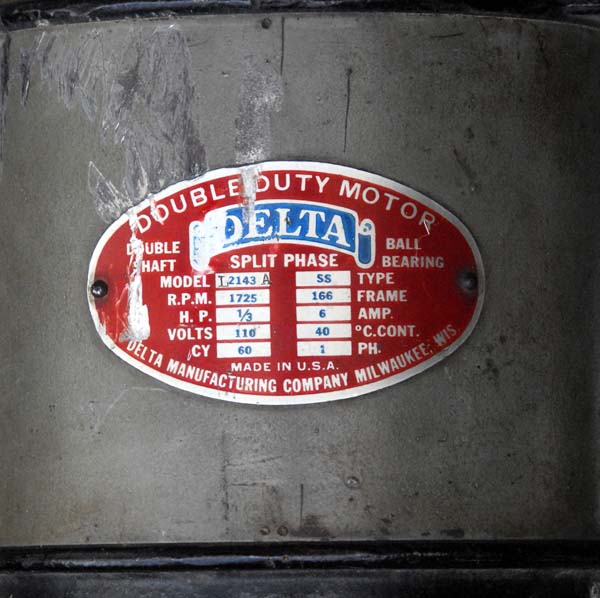 DOUBLE DUTY MOTOR
DELTA
DOUBLE SHAFT
BALL BEARING
SPLIT PHASE
MODEL T 2143 A SS TYPE
R.P.M. 1725 166 FRAME
H. P. 1/3 6 AMP.
VOLTS 110 40 °C.CONT.
CY 60 1 PH.
MADE IN U.S.A.
DELTA MANUFACTURING COMPANY MILWAUKEE, WIS